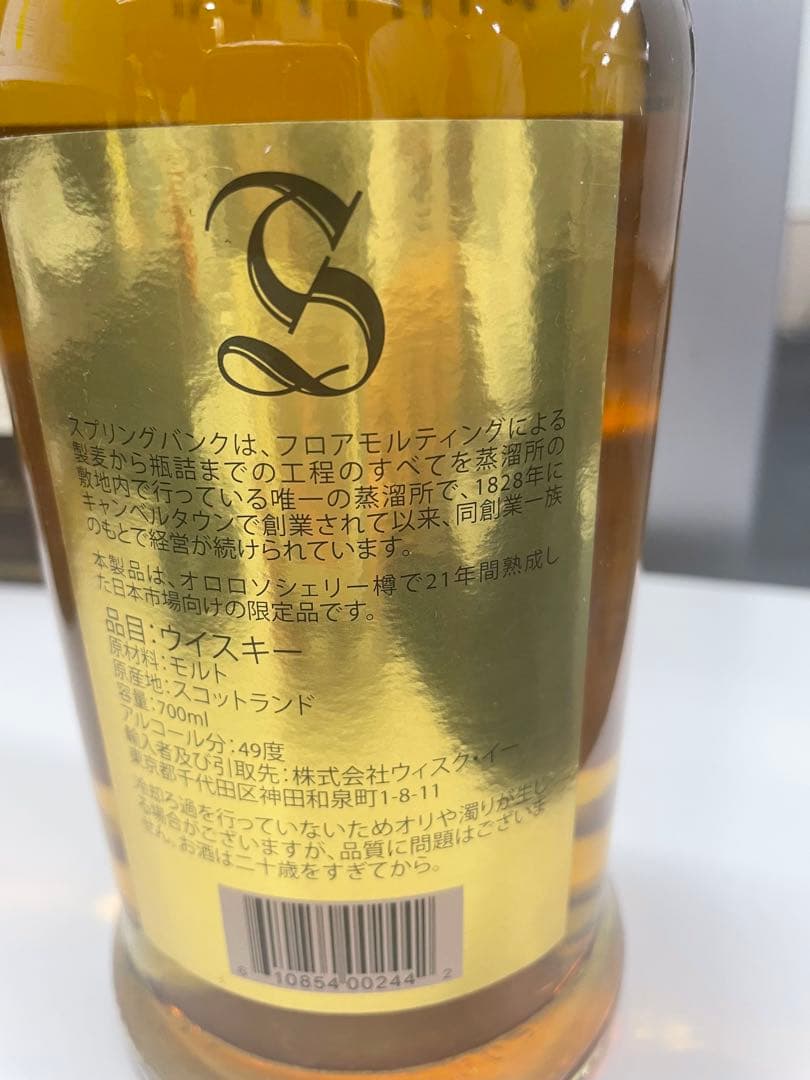 S
スプリングバンクは、フロアモルティングによる
製麦から瓶詰までの工程のすべてを蒸溜所の
敷地内で行っている唯一の蒸溜所で、1828年に
キャンベルタウンで創業されて以来、同創業一族
のもとで経営が続けられています。
本製品は、オロロソシェリー樽で21年間熟成し
た日本市場向けの限定品です。
品目：ウイスキー
原材料：モルト
原産地：スコットランド
容量：700ml
アルコール分：49度
輸入者及び引取先：株式会社ウィスク・イー
東京都千代田区神田和泉町1-8-11
冷却ろ過を行っていないためオリや濁りが生じ
る場合がございますが、品質に問題はございま
せん。お酒は二十歳をすぎてから。
6 10854 00244 2